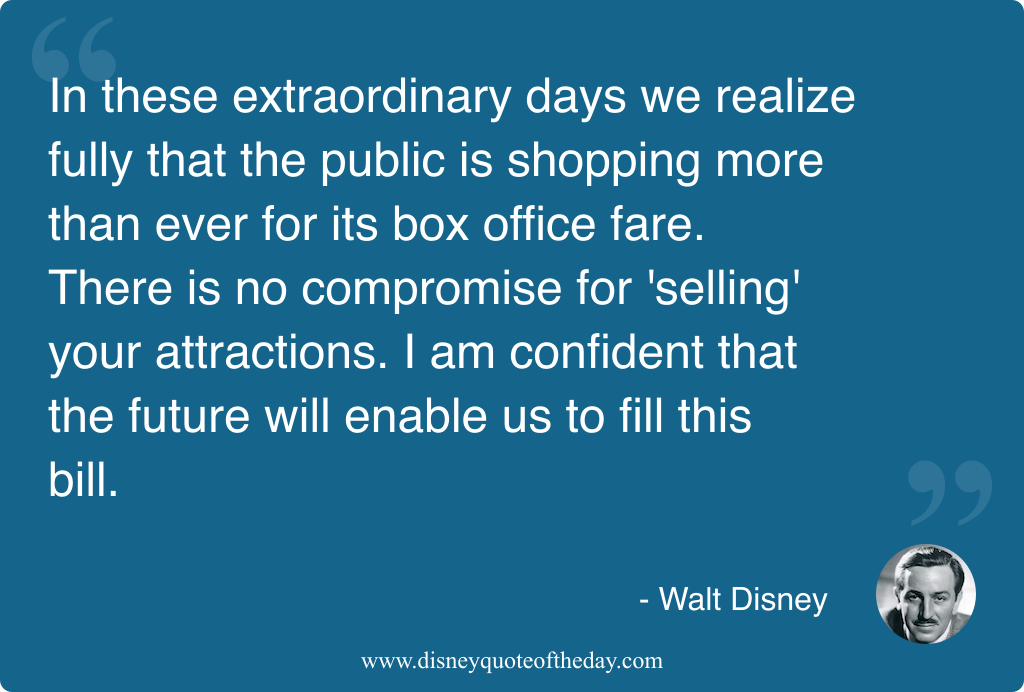 In these extraordinary days we realize
fully that the public is shopping more
than ever for its box office fare.
There is no compromise for 'selling'
your attractions. I am confident that
the future will enable us to fill this
bill.
- Walt Disney
www.disneyquoteoftheday.com